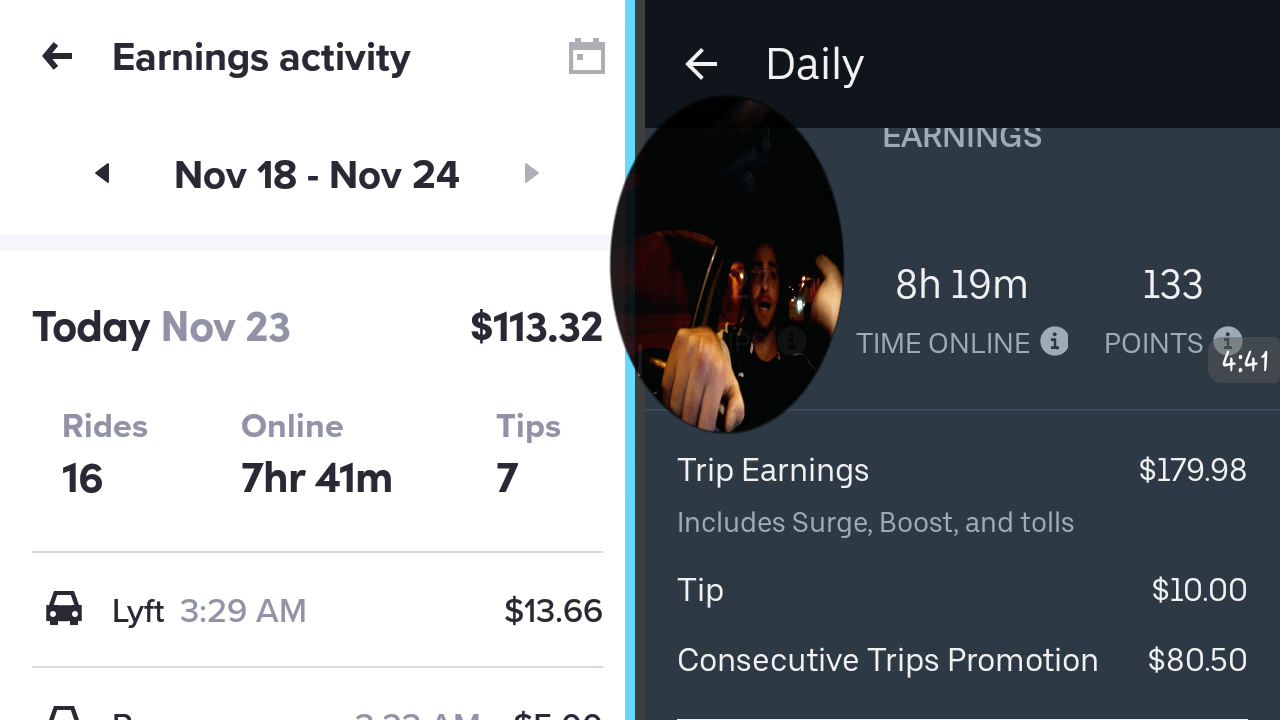 Earnings activity
Nov 18 - Nov 24
Today Nov 23 $113.32
Rides Online Tips
16 7hr 41m 7
Lyft 3:29 AM $13.66
Daily
EARNINGS
8h 19m 133
TIME ONLINE POINTS
4:41
Trip Earnings $179.98
Includes Surge, Boost, and tolls
Tip $10.00
Consecutive Trips Promotion $80.50